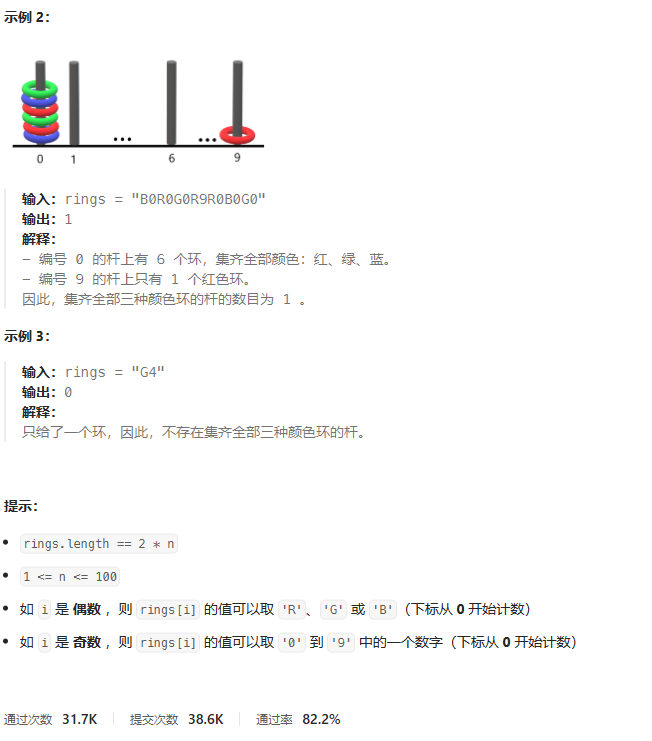 示例 2：
0 1 ... 6 ... 9
输入：rings = "B0R0G0R9R0B0G0"
输出：1
解释：
- 编号 0 的杆上有 6 个环，集齐全部颜色：红、绿、蓝。
- 编号 9 的杆上只有 1 个红色环。
因此，集齐全部三种颜色环的杆的数目为 1 。
示例 3：
输入：rings = "G4"
输出：0
解释：
只给了一个环，因此，不存在集齐全部三种颜色环的杆。
提示：
• rings.length == 2 * n
• 1 <= n <= 100
• 如 i 是 偶数 ，则 rings[i] 的值可以取 'R'、'G' 或 'B'（下标从 0 开始计数）
• 如 i 是 奇数 ，则 rings[i] 的值可以取 '0' 到 '9' 中的一个数字（下标从 0 开始计数）
通过次数 31.7K 提交次数 38.6K 通过率 82.2%